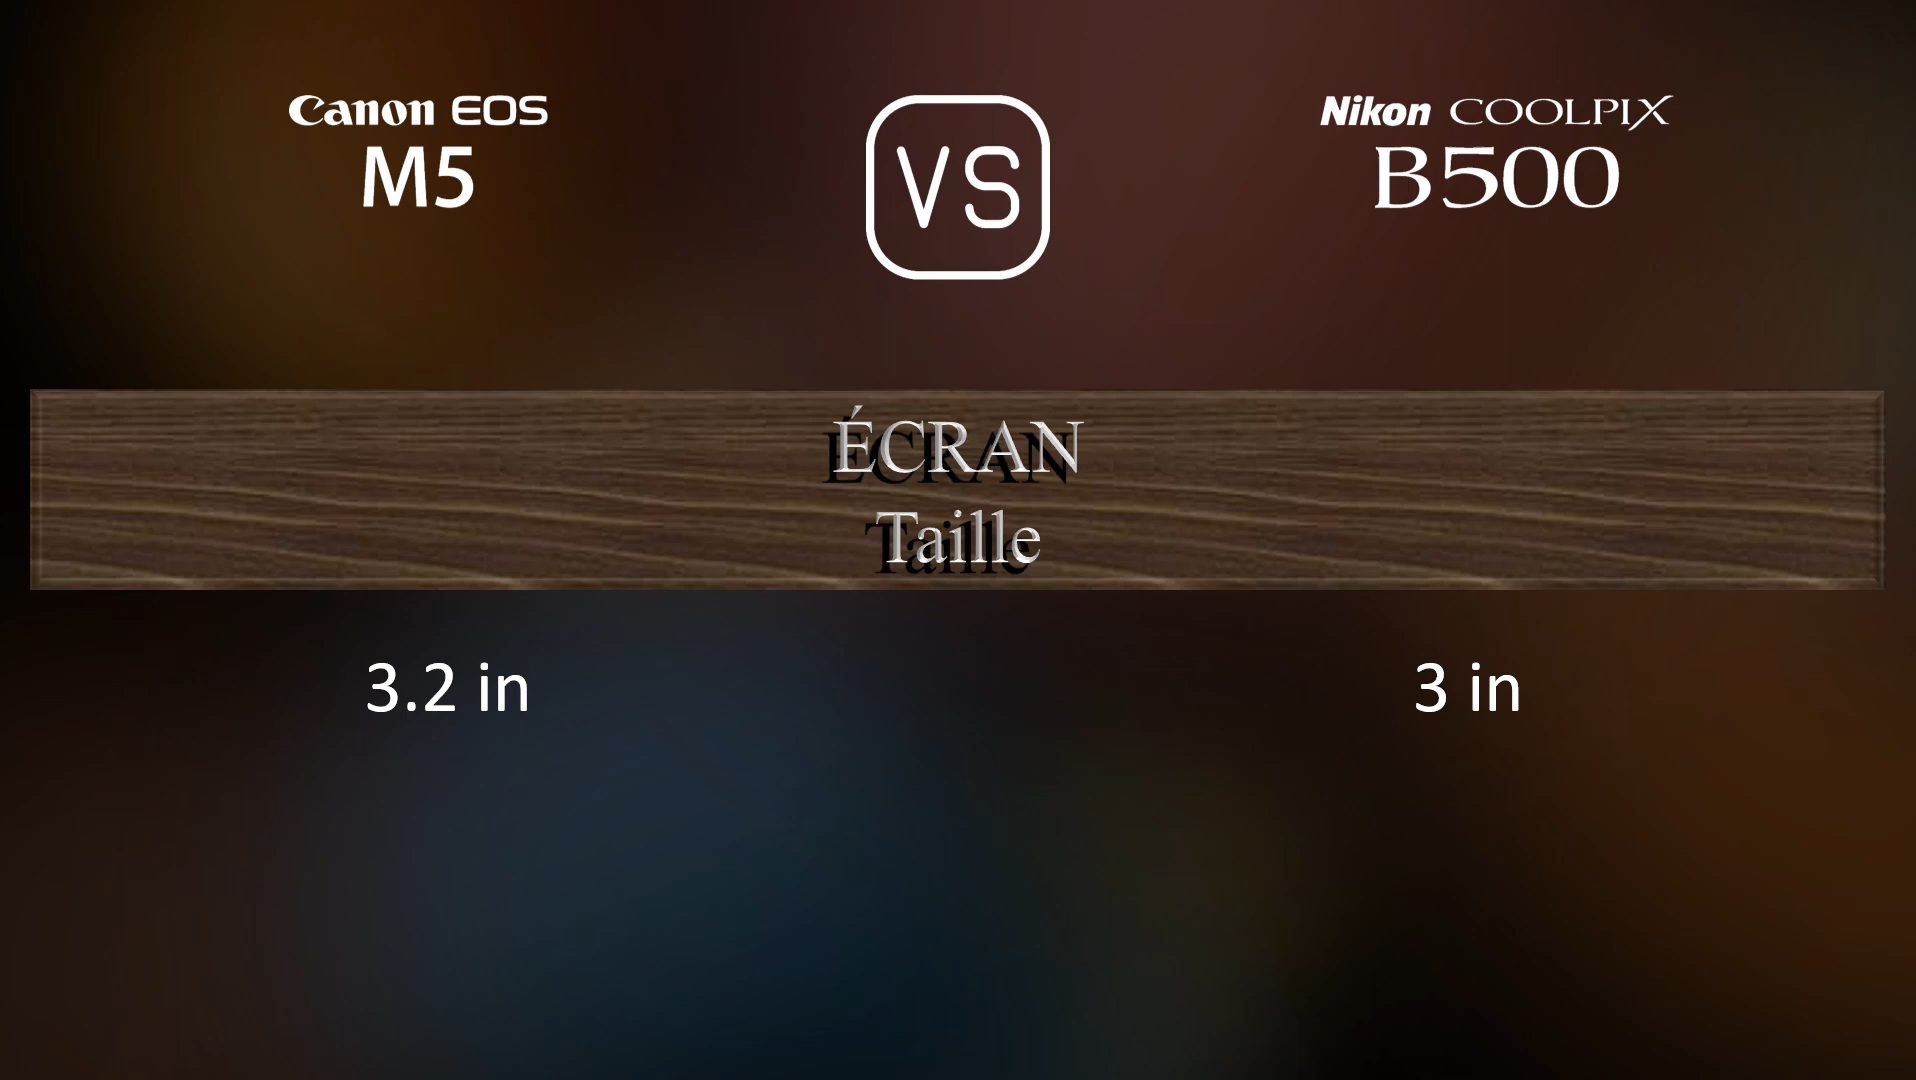 Canon EOS
M5
VS
Nikon COOLPIX
B500
ÉCRAN
Taille
3.2 in
3 in